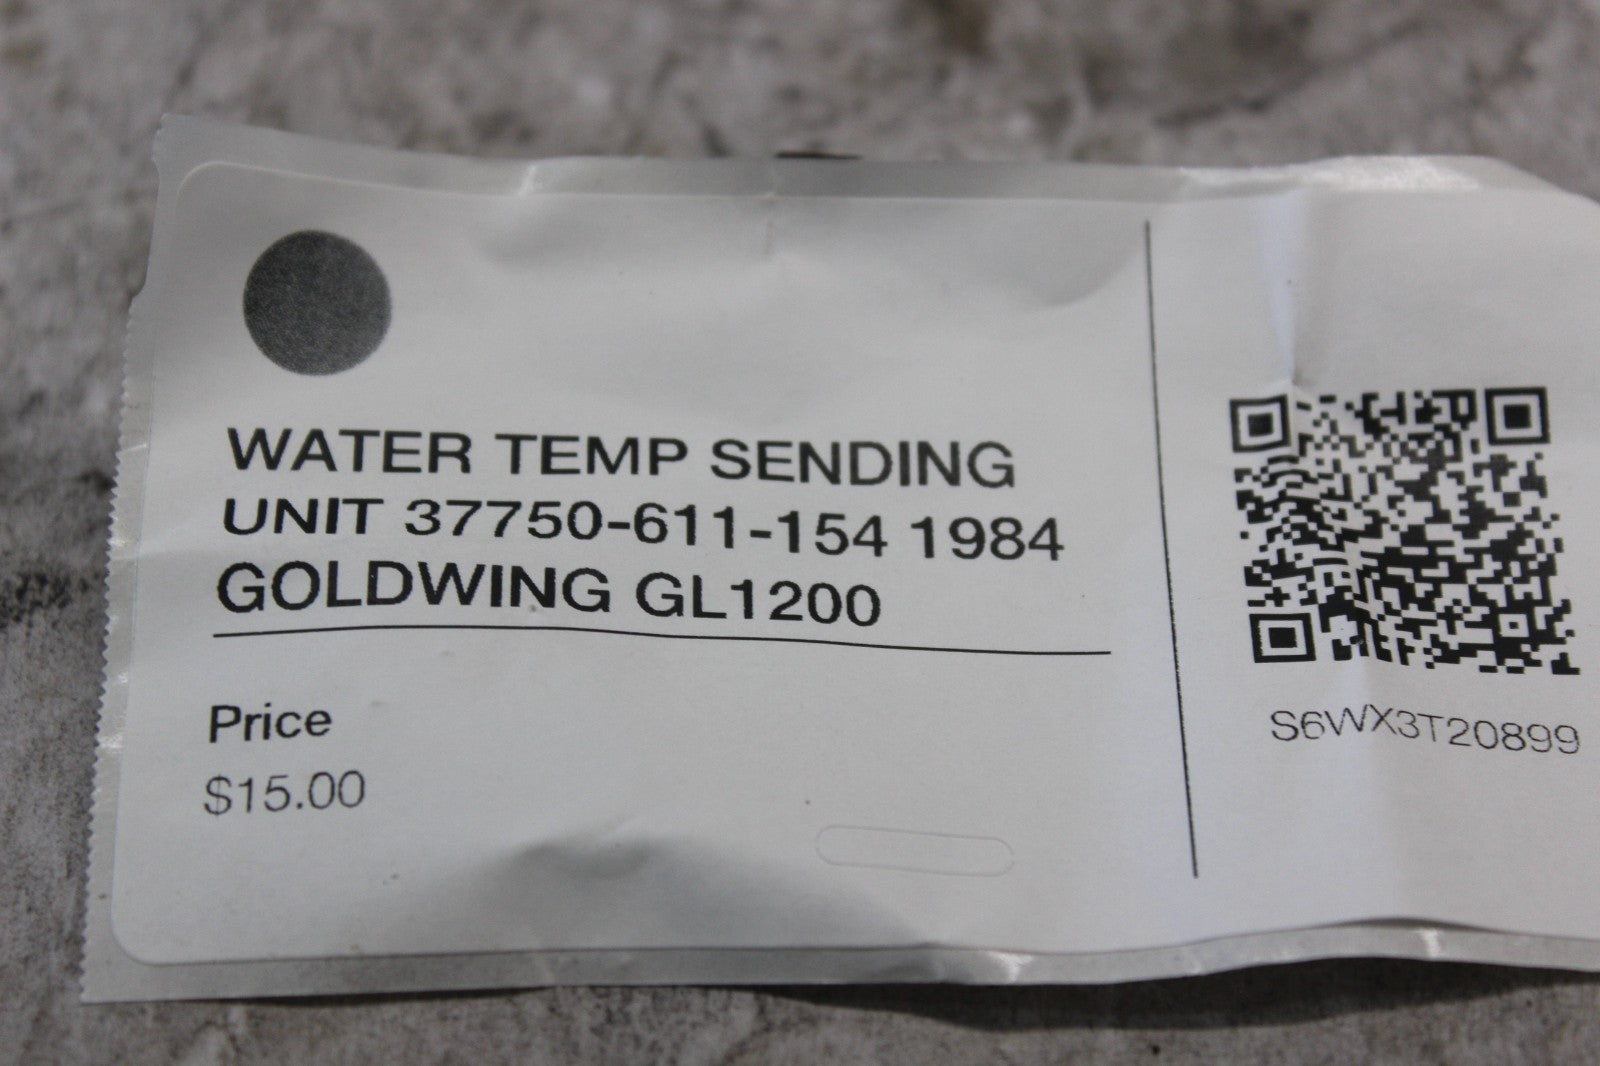 WATER TEMP SENDING
UNIT 37750-611-154 1984
GOLDWING GL1200
Price
$15.00
S6WX3T20899